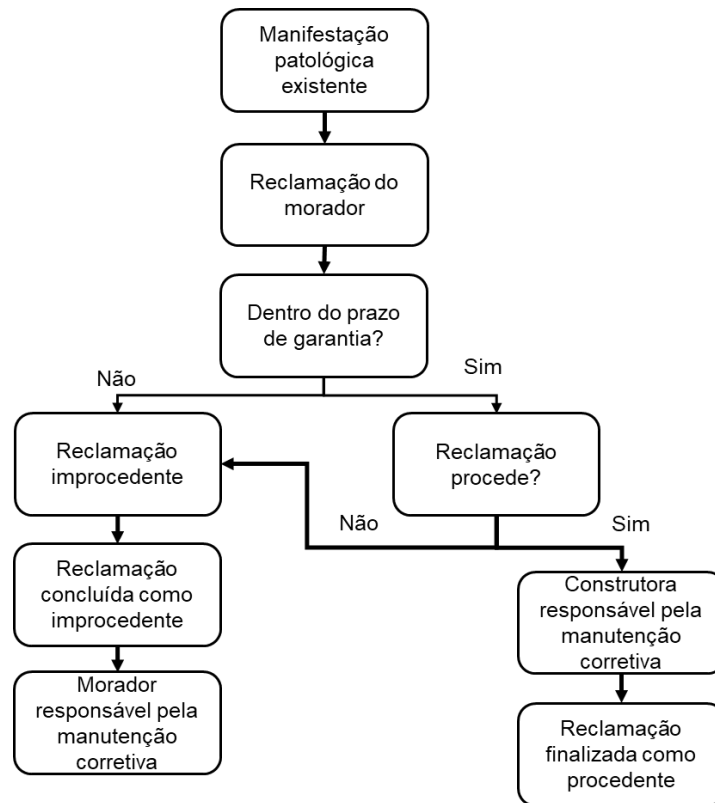 Manifestação
patológica
existente
Reclamação do
morador
Dentro do prazo
de garantia?
Não
Sim
Reclamação
improcedente
Reclamação
procede?
Não
Sim
Reclamação
concluída como
improcedente
Construtora
responsável pela
manutenção
corretiva
Morador
responsável pela
manutenção
corretiva
Reclamação
finalizada como
procedente